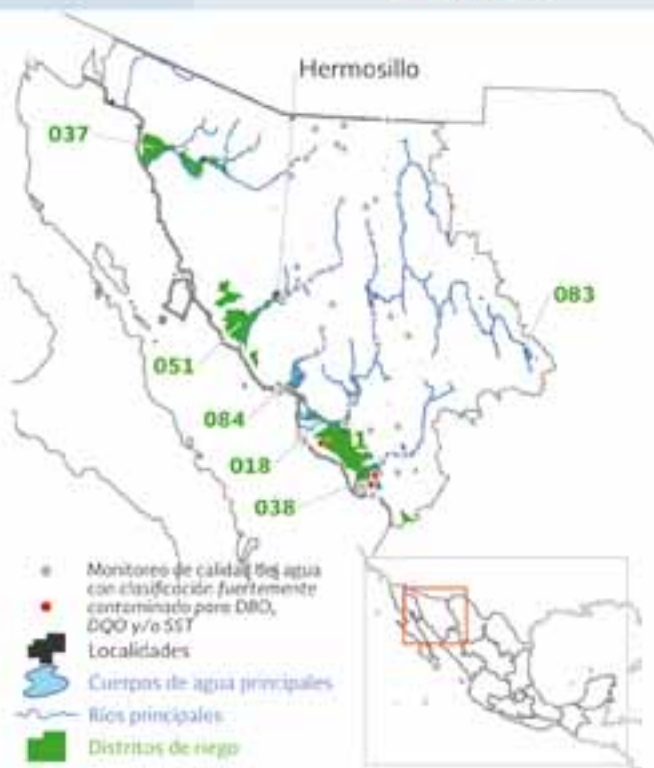 Hermosillo
037
083
051
084
018
038
Monitoreo de calidad del agua
con clasificación fuertemente
contaminado para DBO,
DQO y/o SST
Localidades
Cuerpos de agua principales
Ríos principales
Distritos de riego